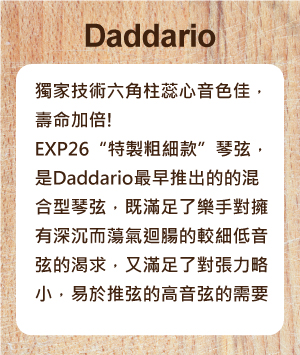 Daddario
獨家技術六角柱蕊心音色佳，
壽命加倍!
EXP26“特製粗細款”琴弦，
是Daddario最早推出的的混
合型琴弦，既滿足了樂手對擁
有深沉而蕩氣迴腸的較細低音
弦的渴求，又滿足了對張力略
小，易於推弦的高音弦的需要